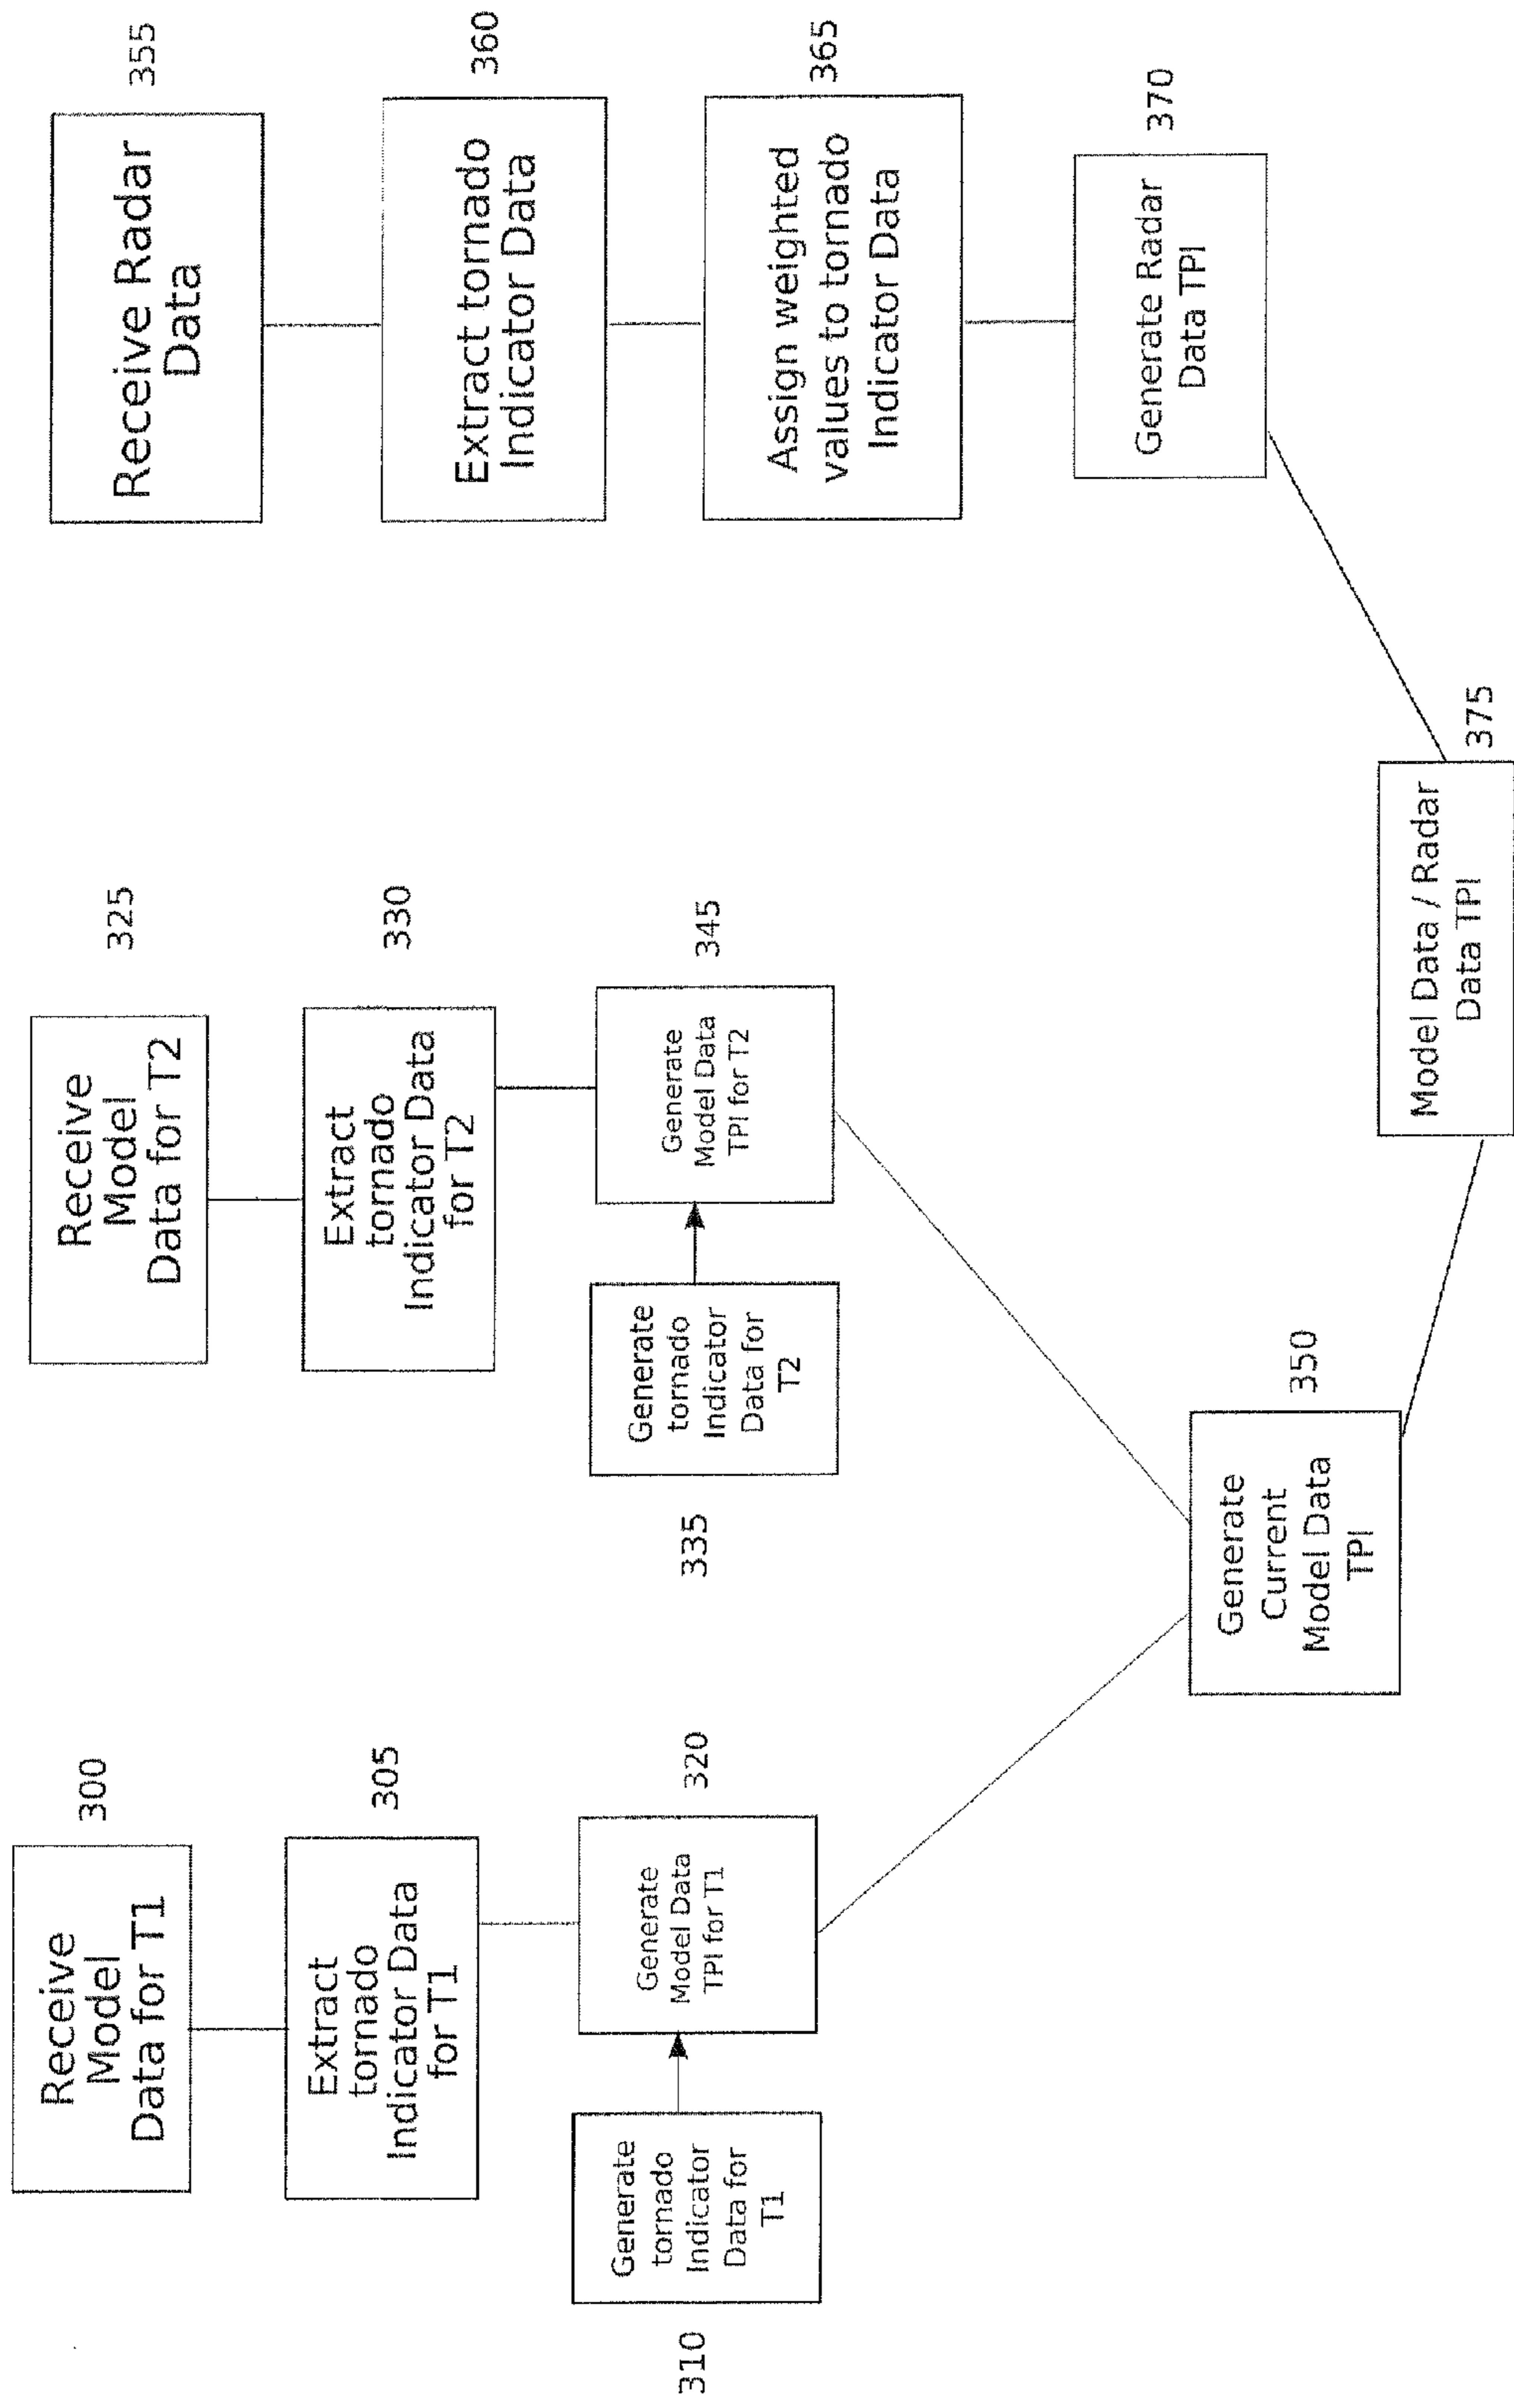 300
Receive
Model
Data for T1
305
Extract
tornado
Indicator Data
for T1
310
Generate
tornado
Indicator
Data for
T1
320
Generate
Model Data
TPI for T1
325
Receive
Model
Data for T2
330
Extract
tornado
Indicator Data
for T2
335
Generate
tornado
Indicator
Data for
T2
345
Generate
Model Data
TPI for T2
350
Generate
Current
Model Data
TPI
355
Receive Radar
Data
360
Extract tornado
Indicator Data
365
Assign weighted
values to tornado
Indicator Data
370
Generate Radar
Data TPI
375
Model Data / Radar
Data TPI